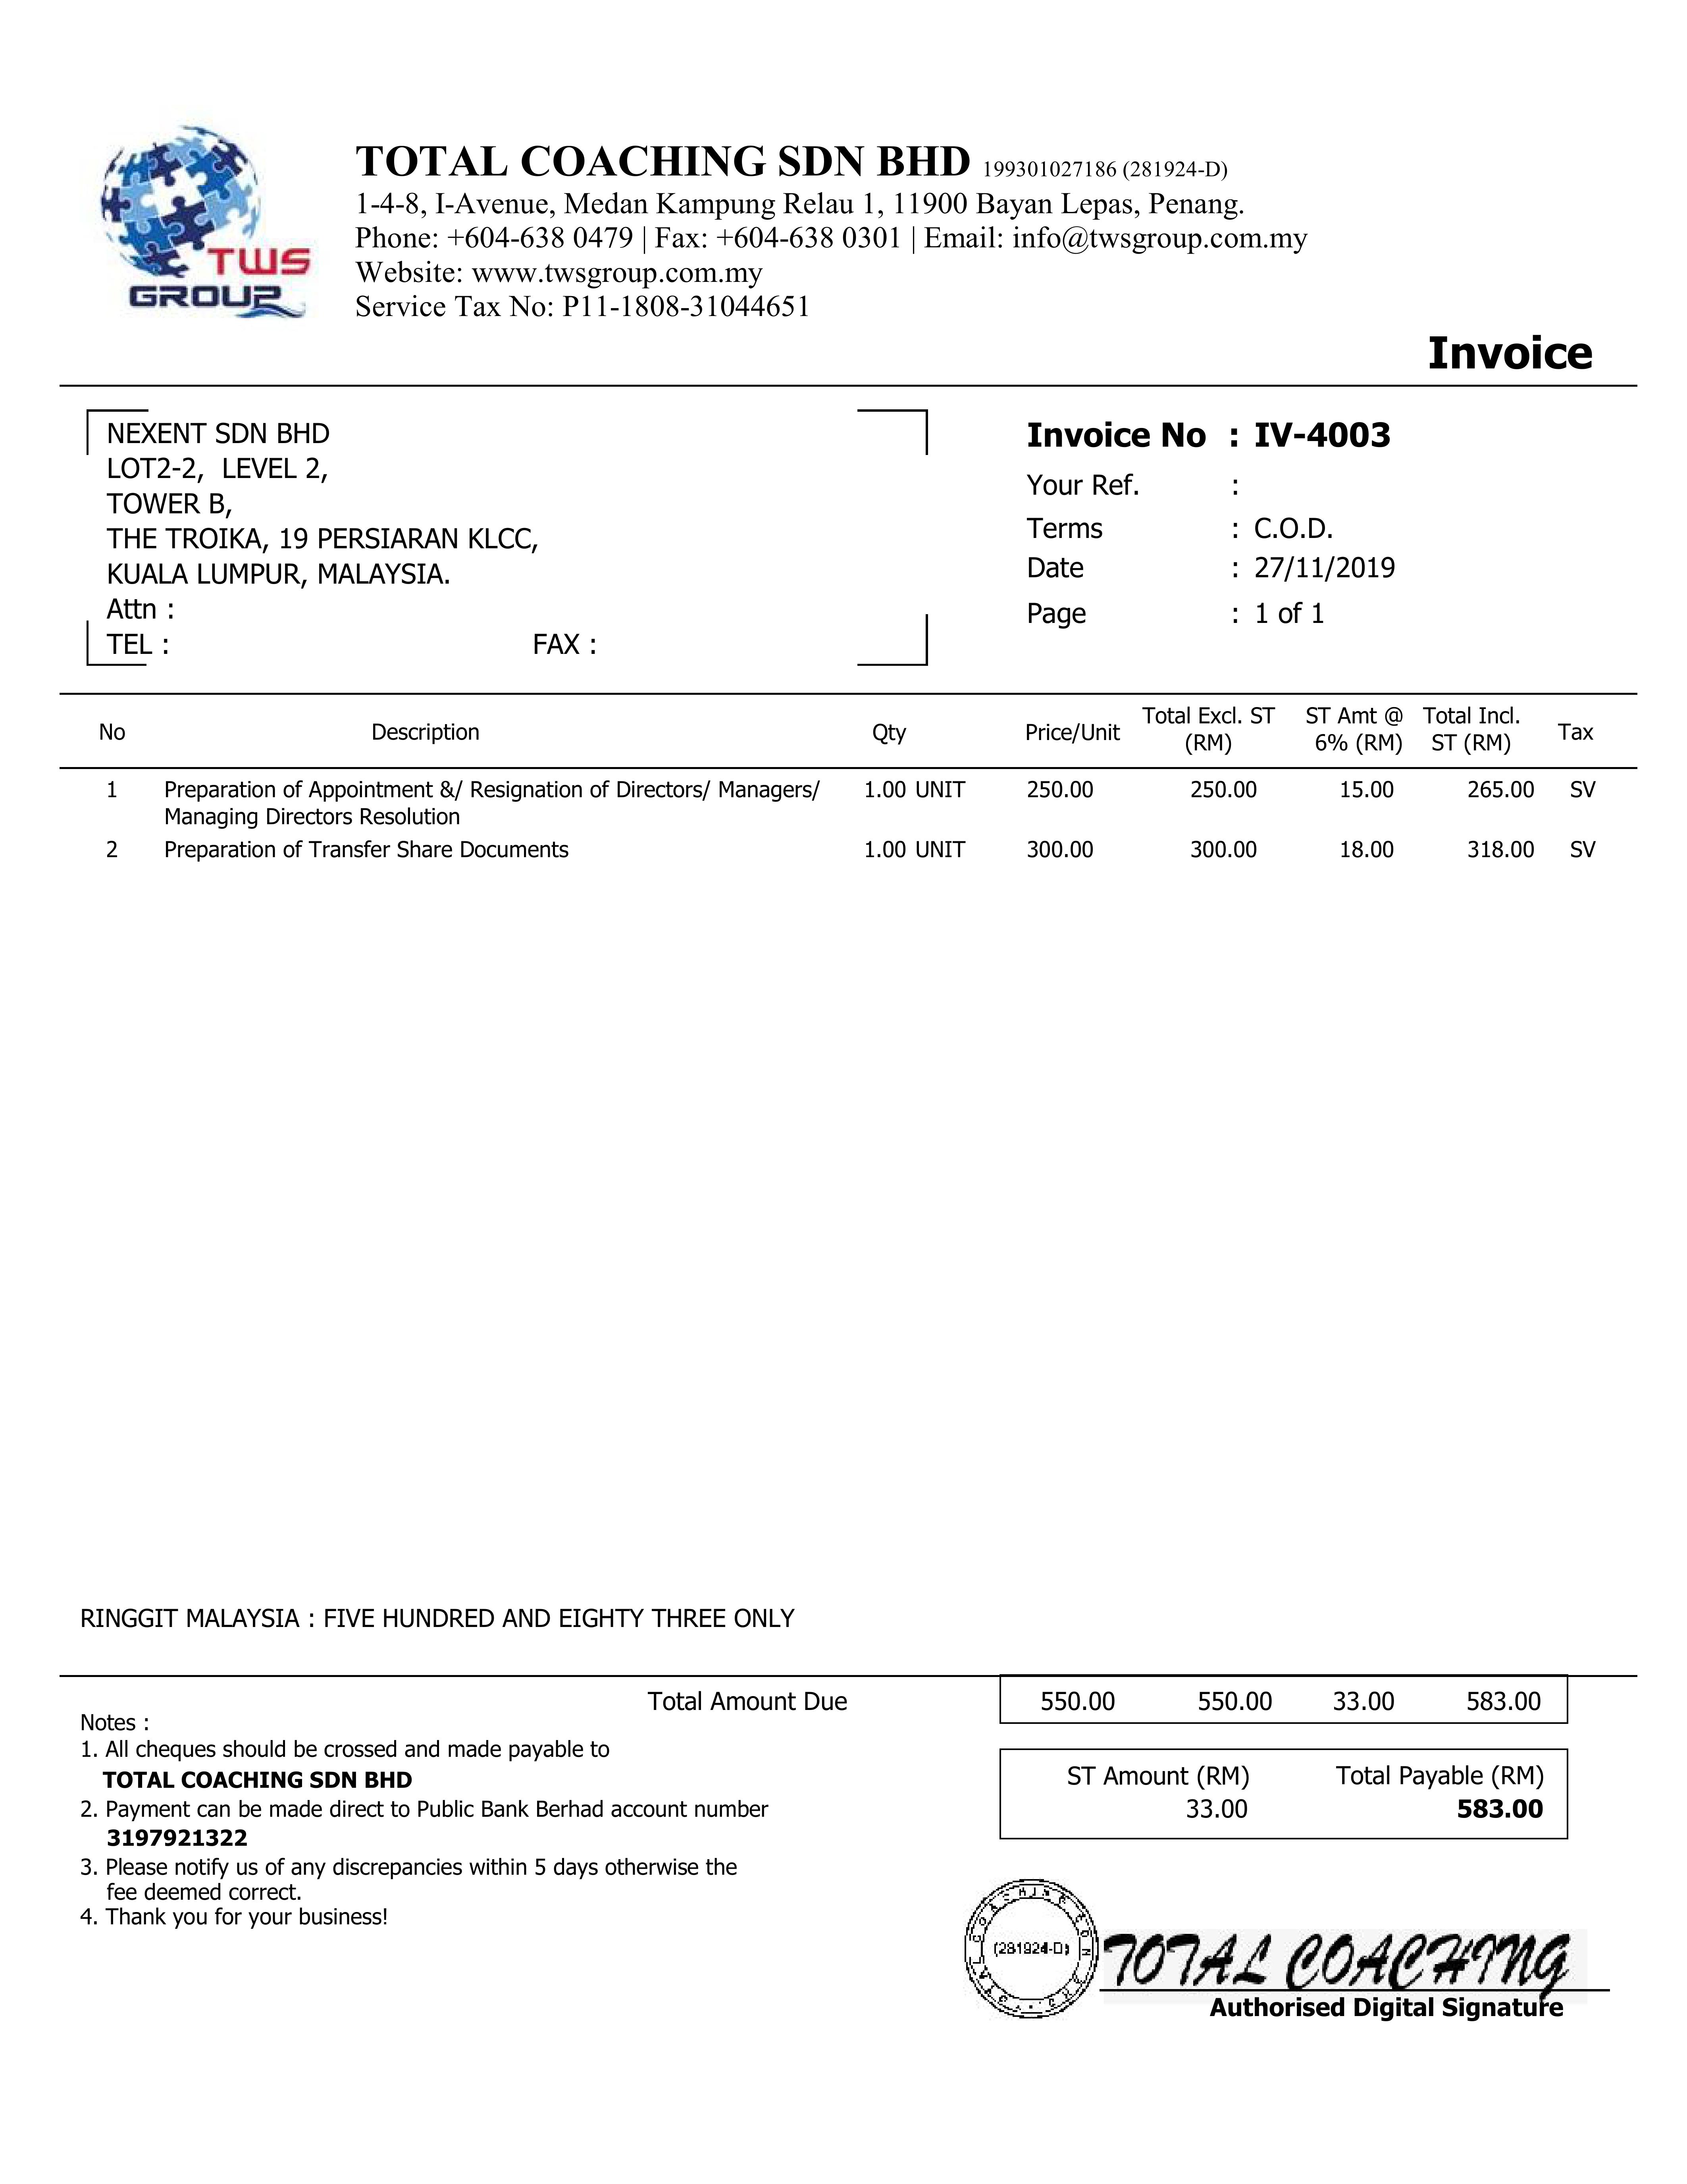 TWS
GROUP
TOTAL COACHING SDN BHD 199301027186 (281924-D)
1-4-8, I-Avenue, Medan Kampung Relau 1, 11900 Bayan Lepas, Penang.
Phone: +604-638 0479 | Fax: +604-638 0301 | Email: info@twsgroup.com.my
Website: www.twsgroup.com.my
Service Tax No: P11-1808-31044651
Invoice
NEXENT SDN BHD
LOT2-2, LEVEL 2,
TOWER B,
THE TROIKA, 19 PERSIARAN KLCC,
KUALA LUMPUR, MALAYSIA.
Attn :
TEL : FAX :
Invoice No : IV-4003
Your Ref. :
Terms : C.O.D.
Date : 27/11/2019
Page : 1 of 1
No Description Qty Price/Unit Total Excl. ST (RM) ST Amt @ 6% (RM) Total Incl. ST (RM) Tax
1 Preparation of Appointment &/ Resignation of Directors/ Managers/ 1.00 UNIT 250.00 250.00 15.00 265.00 SV
Managing Directors Resolution
2 Preparation of Transfer Share Documents 1.00 UNIT 300.00 300.00 18.00 318.00 SV
RINGGIT MALAYSIA : FIVE HUNDRED AND EIGHTY THREE ONLY
Total Amount Due 550.00 550.00 33.00 583.00
Notes :
1. All cheques should be crossed and made payable to
TOTAL COACHING SDN BHD
2. Payment can be made direct to Public Bank Berhad account number
3197921322
3. Please notify us of any discrepancies within 5 days otherwise the
fee deemed correct.
4. Thank you for your business!
ST Amount (RM) Total Payable (RM)
33.00 583.00
(281924-D)
TOTAL COACHING
Authorised Digital Signature